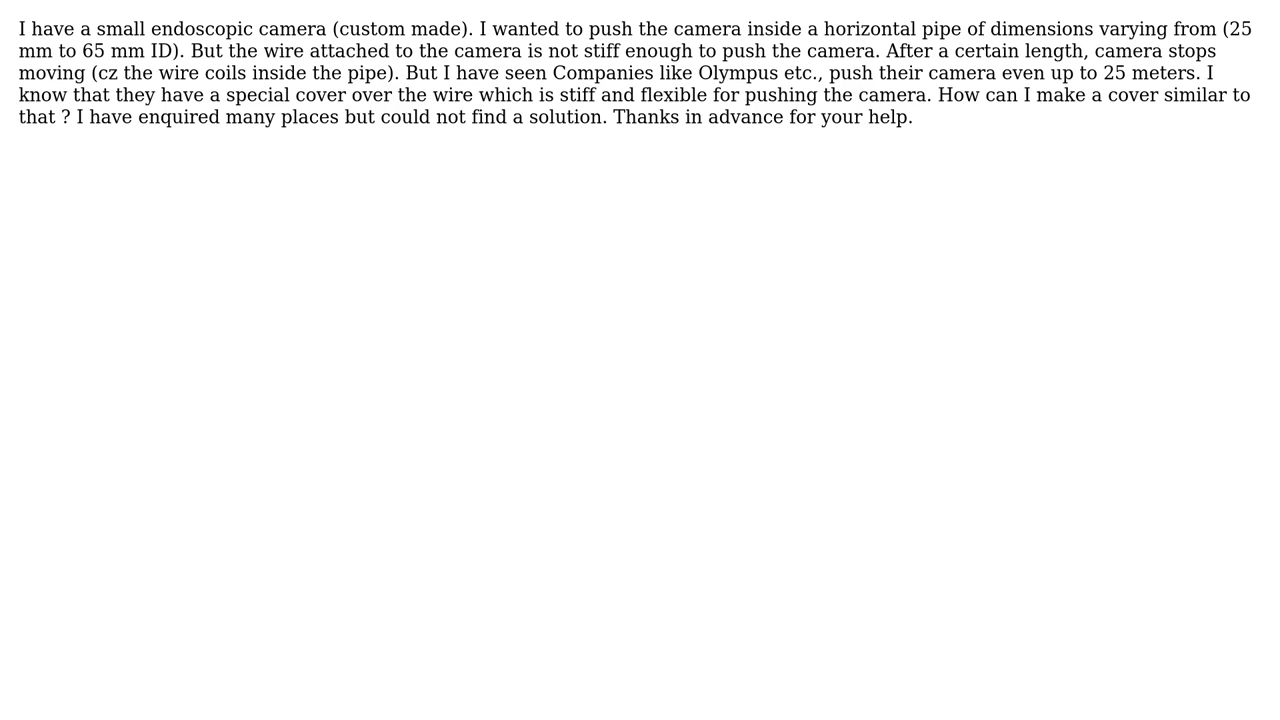 I have a small endoscopic camera (custom made). I wanted to push the camera inside a horizontal pipe of dimensions varying from (25
mm to 65 mm ID). But the wire attached to the camera is not stiff enough to push the camera. After a certain length, camera stops
moving (cz the wire coils inside the pipe). But I have seen Companies like Olympus etc., push their camera even up to 25 meters. I
know that they have a special cover over the wire which is stiff and flexible for pushing the camera. How can I make a cover similar to
that ? I have enquired many places but could not find a solution. Thanks in advance for your help.